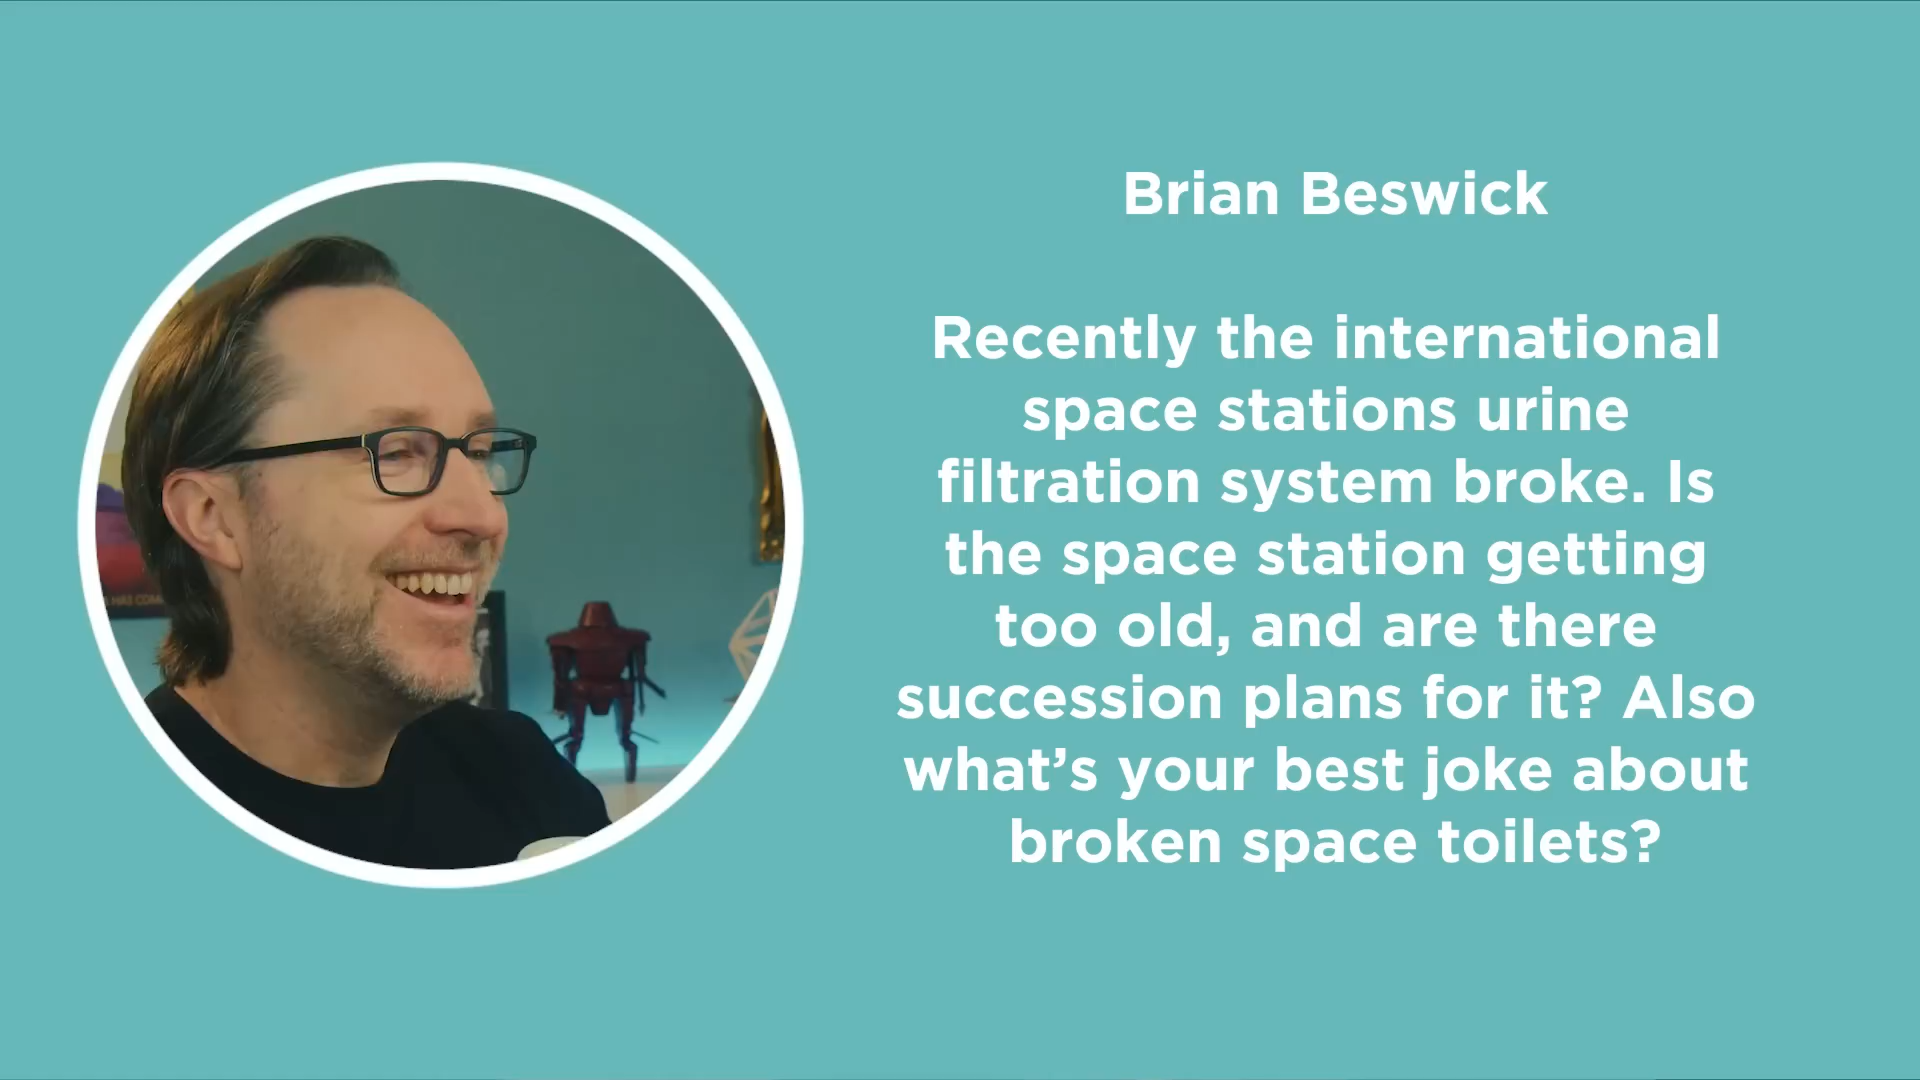 Brian Beswick
Recently the international
space stations urine
filtration system broke. Is
the space station getting
too old, and are there
succession plans for it? Also
what’s your best joke about
broken space toilets?